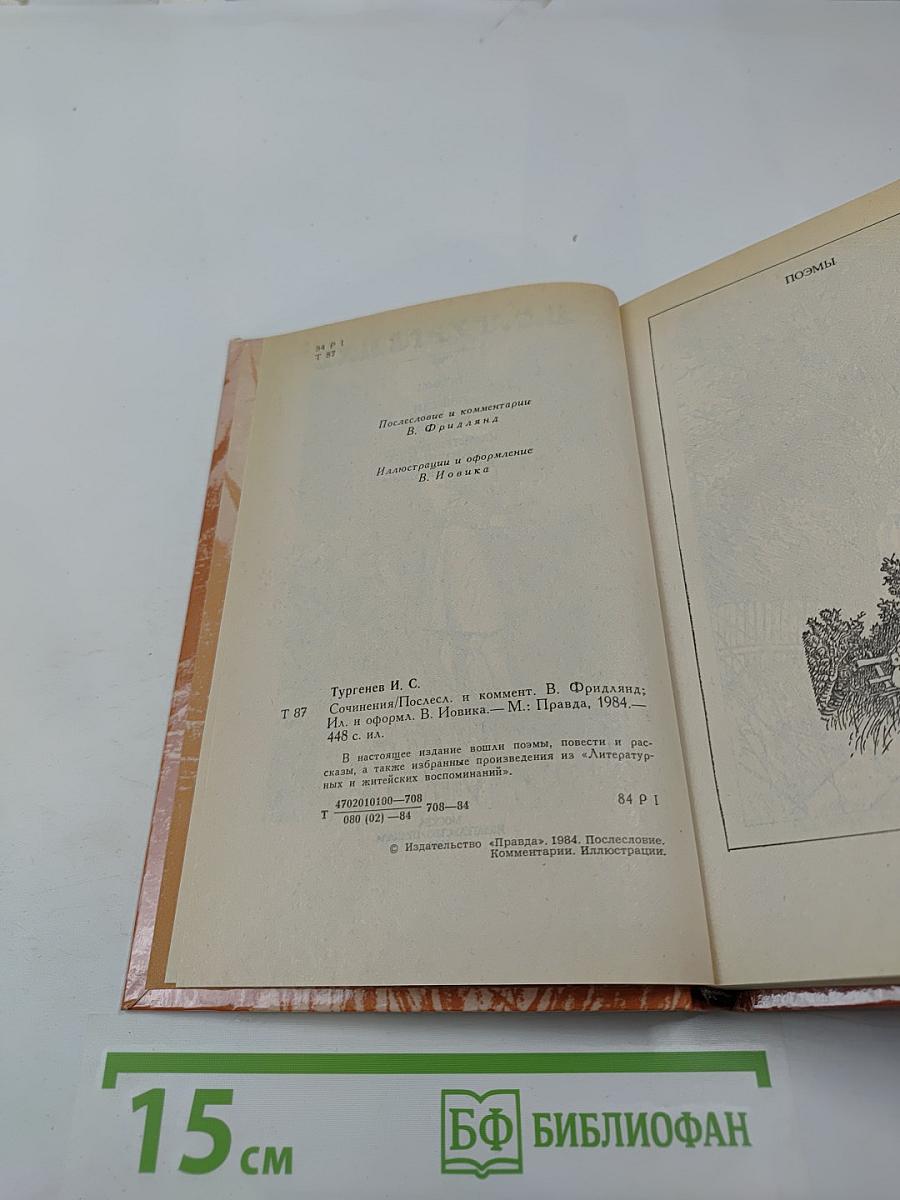 84 Р 1
Т 87
Послесловие и комментарии
В. Фридлянд
Иллюстрации и оформление
В. Иовика
Тургенев И. С.
Т 87 Сочинения/Послесл. и коммент. В. Фридлянд;
Ил. и оформл. В. Иовика.— М.: Правда, 1984.—
448 с. ил.
В настоящее издание вошли поэмы, повести и рас-
сказы, а также избранные произведения из «Литератур-
ных и житейских воспоминаний».
Т 4702010100—708
080 (02) —84
708—84
84 Р 1
© Издательство «Правда». 1984. Послесловие.
Комментарии. Иллюстрации.
ПОЭМЫ
15 см
БФ БИБЛИОФАН